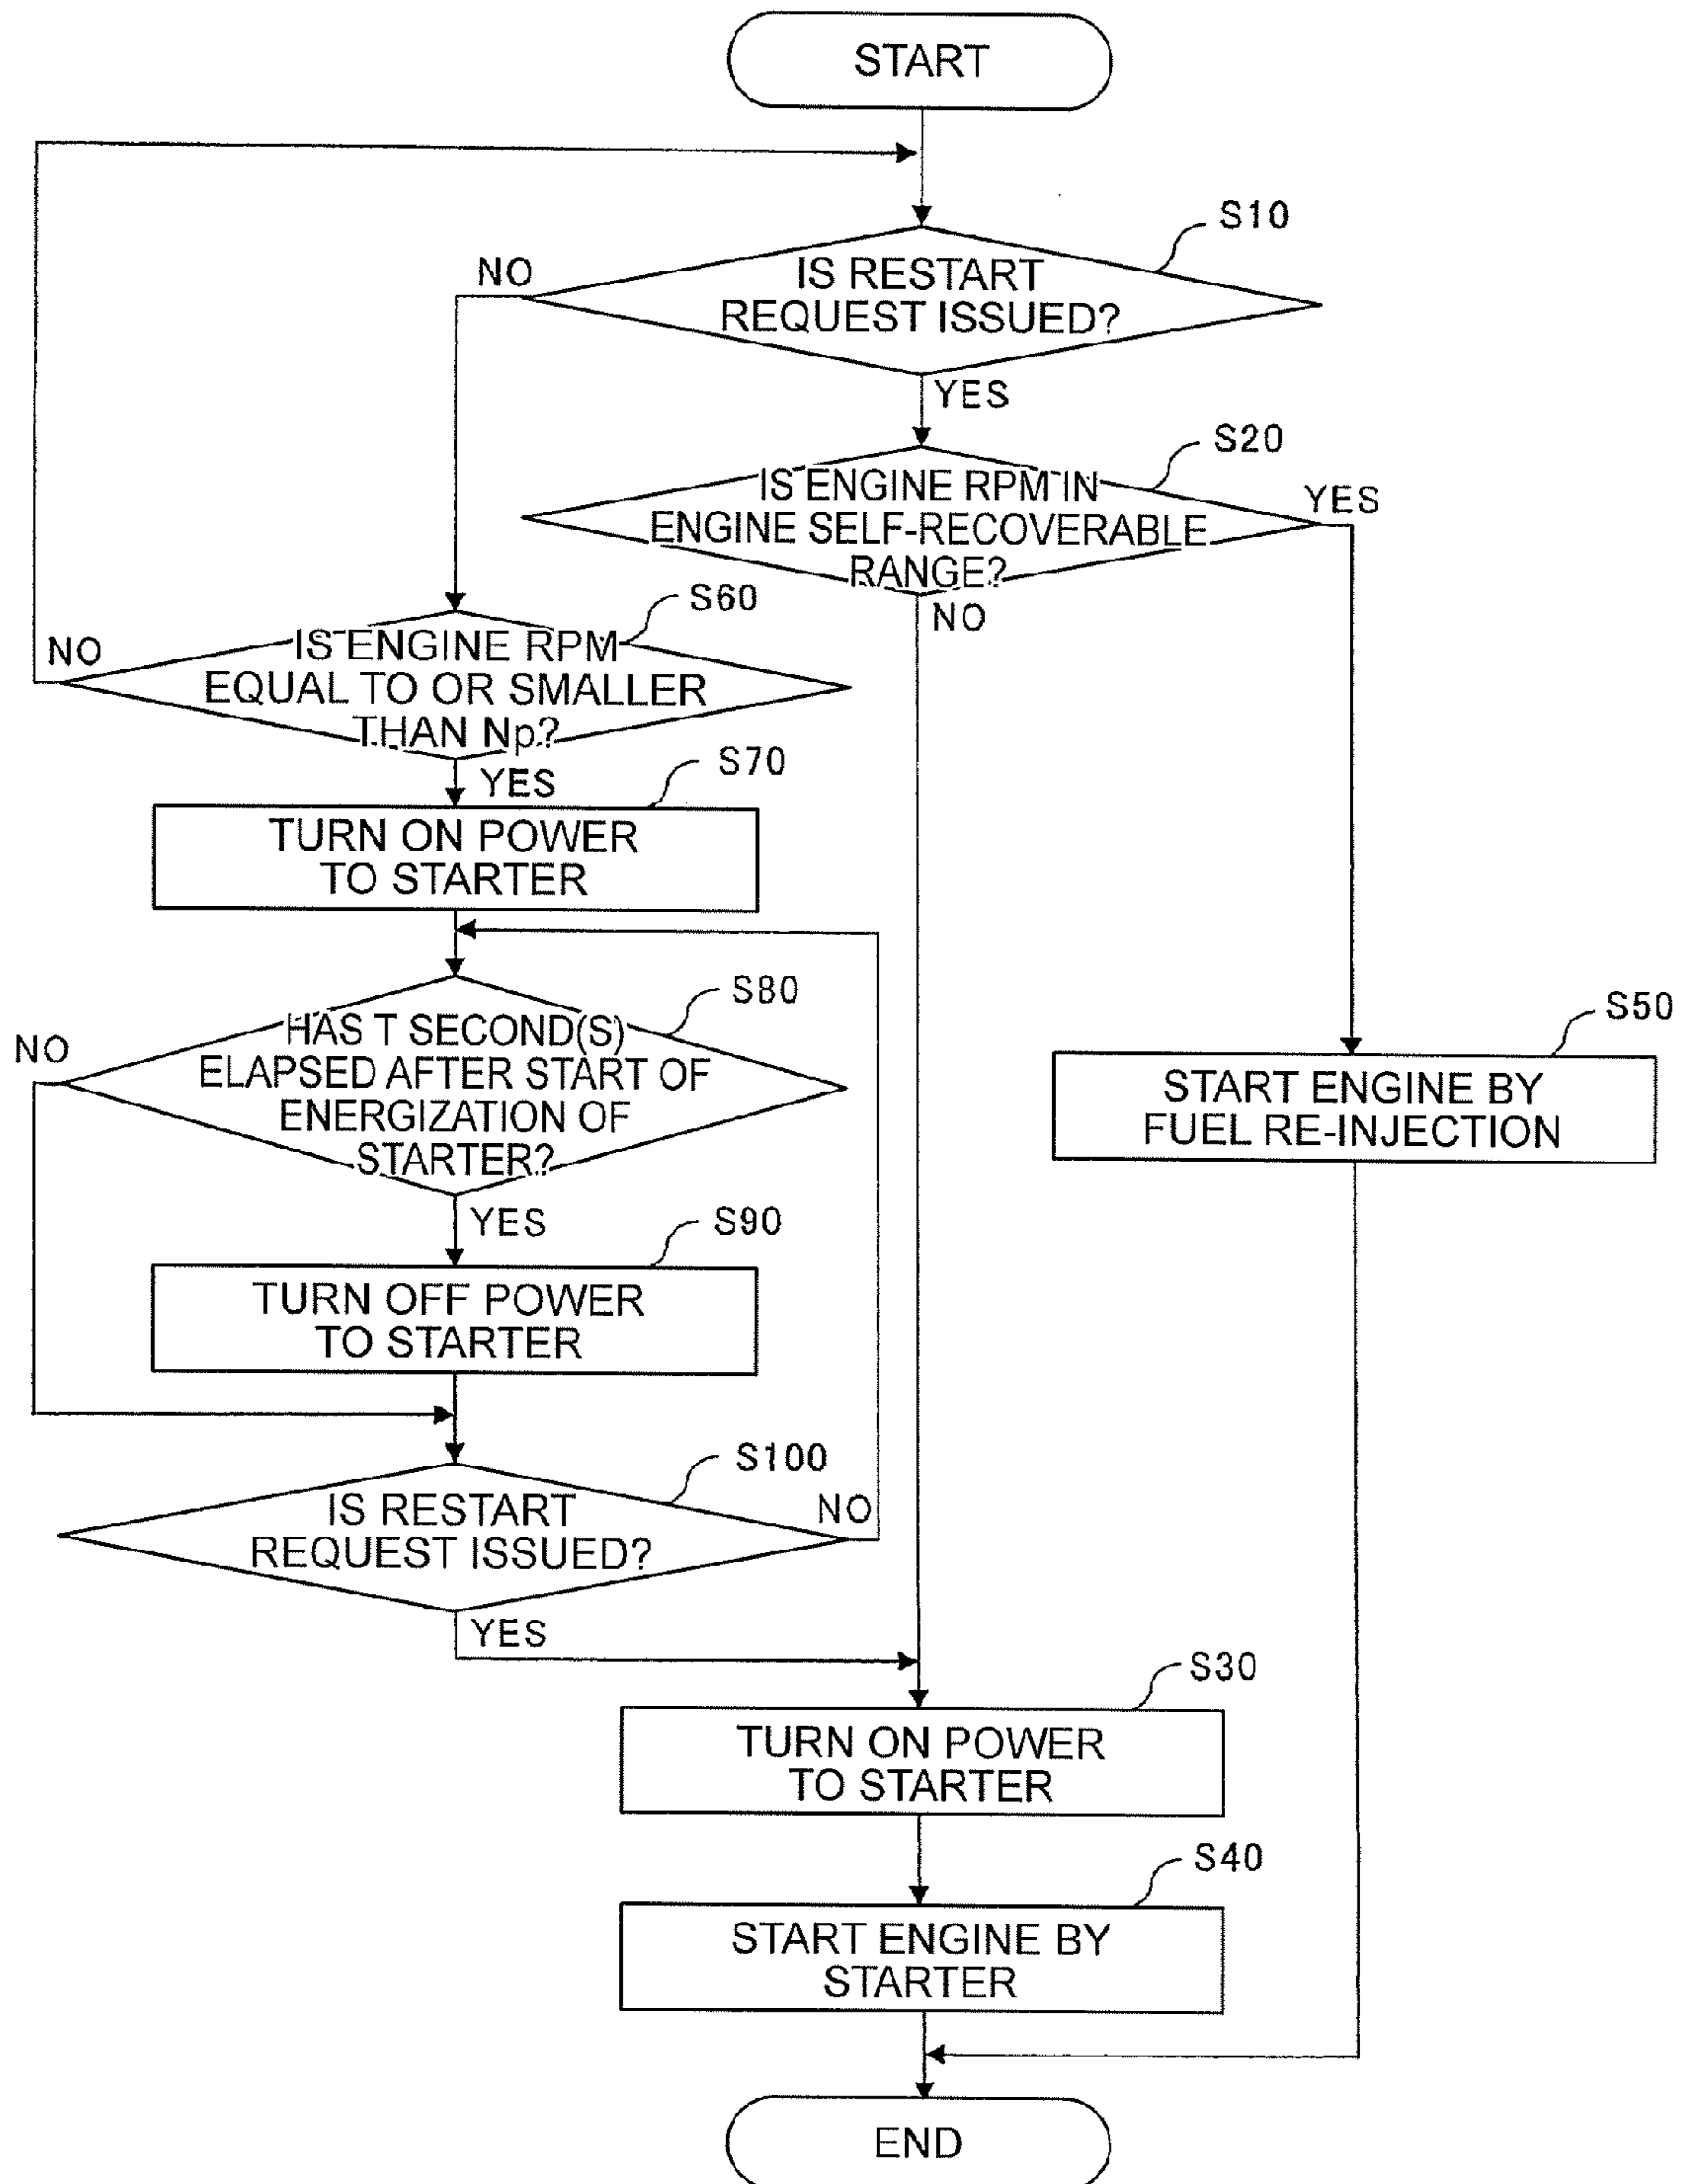 START
S10
NO
IS RESTART
REQUEST ISSUED?
YES
S20
IS ENGINE RPM IN
ENGINE SELF-RECOVERABLE
RANGE?
YES
NO
S60
NO
IS ENGINE RPM
EQUAL TO OR SMALLER
THAN Np?
YES
S70
TURN ON POWER
TO STARTER
S80
NO
HAS T SECOND(S)
ELAPSED AFTER START OF
ENERGIZATION OF
STARTER?
YES
S50
START ENGINE BY
FUEL RE-INJECTION
S90
TURN OFF POWER
TO STARTER
S100
IS RESTART
REQUEST ISSUED?
NO
YES
S30
TURN ON POWER
TO STARTER
S40
START ENGINE BY
STARTER
END